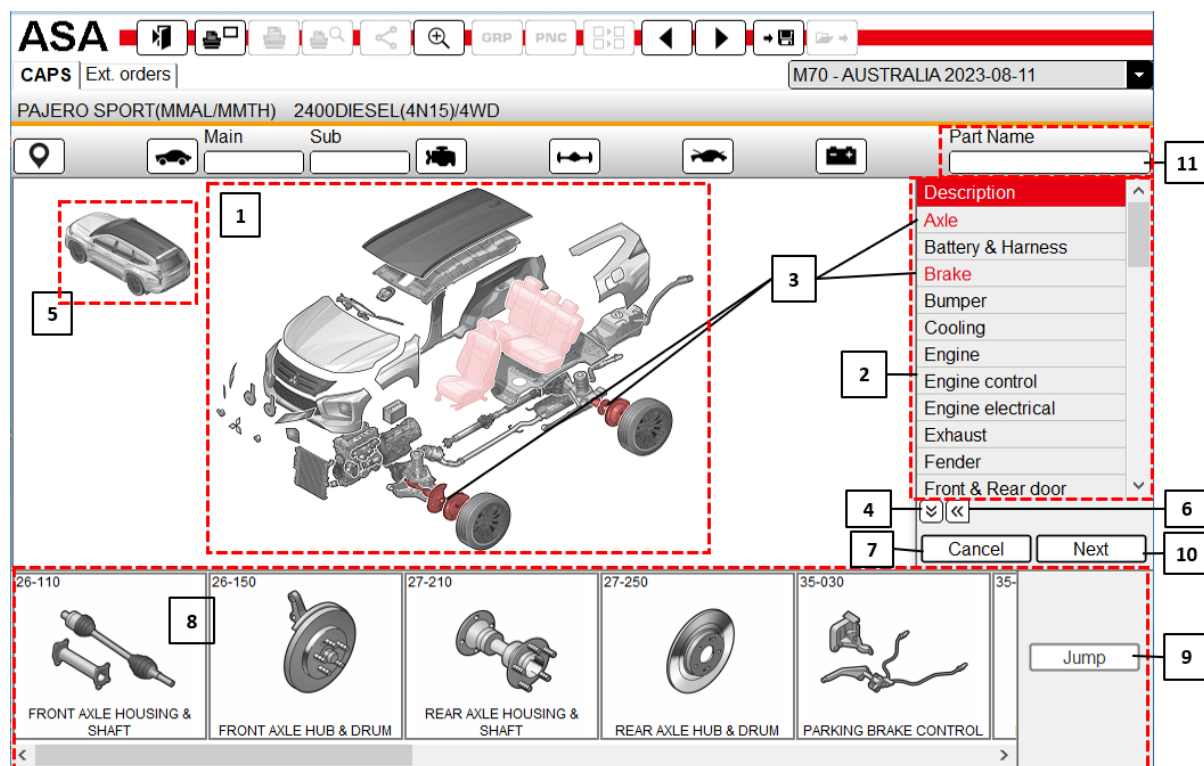 ASA
GRP PNC
CAPS Ext. orders
M70 - AUSTRALIA 2023-08-11
PAJERO SPORT(MMAL/MMTH) 2400DIESEL(4N15)/4WD
Main Sub
Part Name
11
Description
Axle
Battery & Harness
Brake
Bumper
Cooling
Engine
Engine control
Engine electrical
Exhaust
Fender
Front & Rear door
1
5
3
2
4
6
7
Cancel Next
10
26-110
FRONT AXLE HOUSING &
SHAFT
8
26-150
FRONT AXLE HUB & DRUM
27-210
REAR AXLE HOUSING &
SHAFT
27-250
REAR AXLE HUB & DRUM
35-030
PARKING BRAKE CONTROL
35-
Jump
9